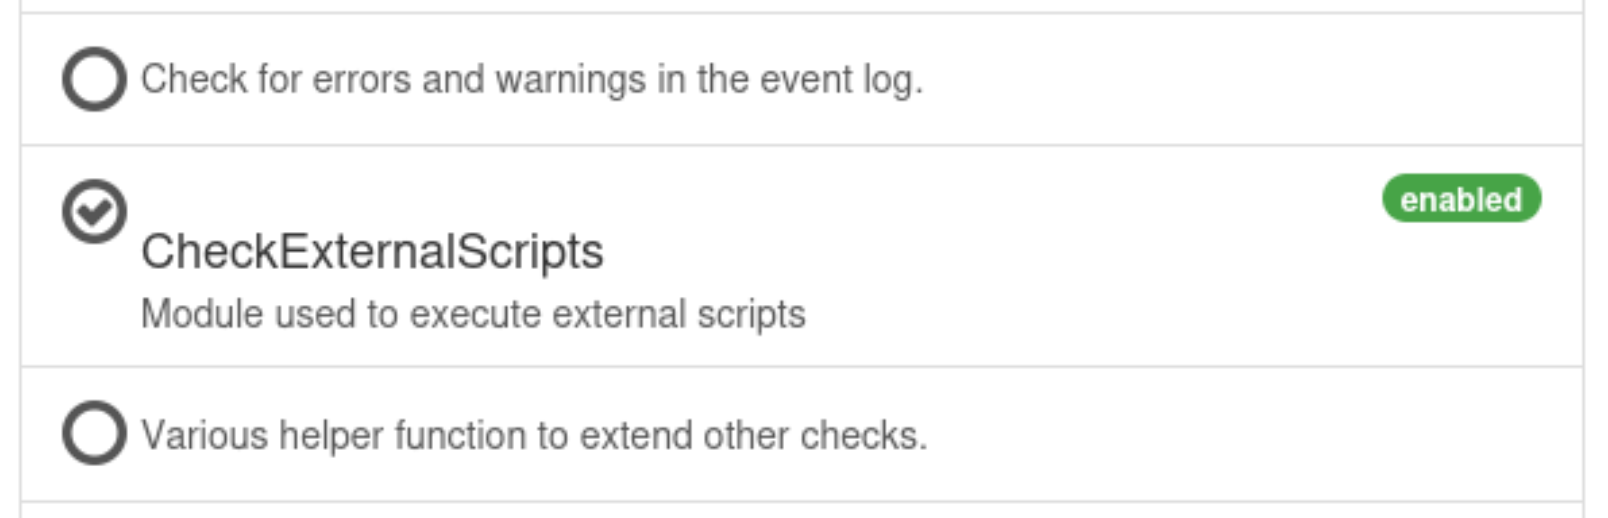 Check for errors and warnings in the event log.
enabled
CheckExternalScripts
Module used to execute external scripts
Various helper function to extend other checks.